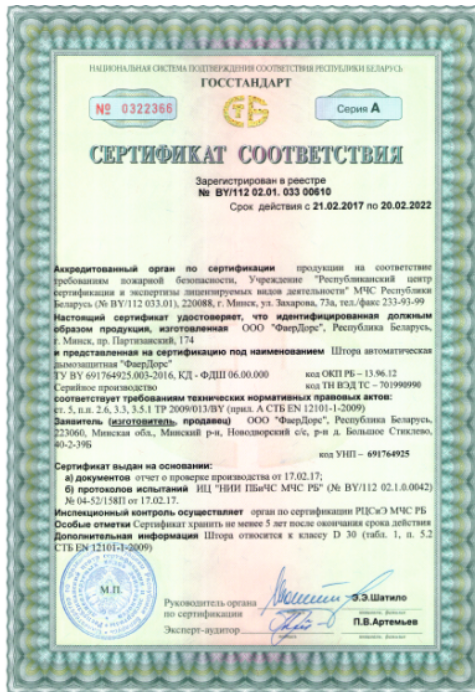 НАЦИОНАЛЬНАЯ СИСТЕМА ПОДТВЕРЖДЕНИЯ СООТВЕТСТВИЯ РЕСПУБЛИКИ БЕЛАРУСЬ
ГОССТАНДАРТ
№ 0322366
СТБ
Серия А
СЕРТИФИКАТ СООТВЕТСТВИЯ
Зарегистрирован в реестре
№ BY/112 02.01. 033 00610
Срок действия с 21.02.2017 по 20.02.2022
Аккредитованный орган по сертификации продукции на соответствие
требованиям пожарной безопасности, Учреждение "Республиканский центр
сертификации и экспертизы лицензируемых видов деятельности" МЧС Республики
Беларусь (№ BY/112 033.01), 220088, г. Минск, ул. Захарова, 73а, тел./факс 233-93-99
Настоящий сертификат удостоверяет, что идентифицированная должным
образом продукция, изготовленная ООО "ФаерДорс", Республика Беларусь,
г. Минск, пр. Партизанский, 174
и представленная на сертификацию под наименованием Штора автоматическая
дымозащитная "ФаерДорс"
ТУ BY 691764925.003-2016, КД - ФДШ 06.00.000 код ОКП РБ – 13.96.12
Серийное производство код ТН ВЭД ТС – 701990990
соответствует требованиям технических нормативных правовых актов:
ст. 5, п.п. 2.6, 3.3, 3.5.1 ТР 2009/013/BY (прил. А СТБ EN 12101-1-2009)
Заявитель (изготовитель, продавец) ООО "ФаерДорс", Республика Беларусь,
223060, Минская обл., Минский р-н, Новодворский с/с, р-н д. Большое Стиклево,
40-2-39Б
код УНП – 691764925
Сертификат выдан на основании:
а) документов отчет о проверке производства от 17.02.17;
б) протоколов испытаний ИЦ "НИИ ПБиЧС МЧС РБ" (№ BY/112 02.1.0.0042)
№ 04-52/158П от 17.02.17.
Инспекционный контроль осуществляет орган по сертификации РЦСиЭ МЧС РБ
Особые отметки Сертификат хранить не менее 5 лет после окончания срока действия
Дополнительная информация Штора относится к классу D 30 (табл. 1, п. 5.2
СТБ EN 12101-1-2009)
М.П.
Руководитель органа
по сертификации
Э.Э.Шатило
Эксперт-аудитор
П.В.Артемьев